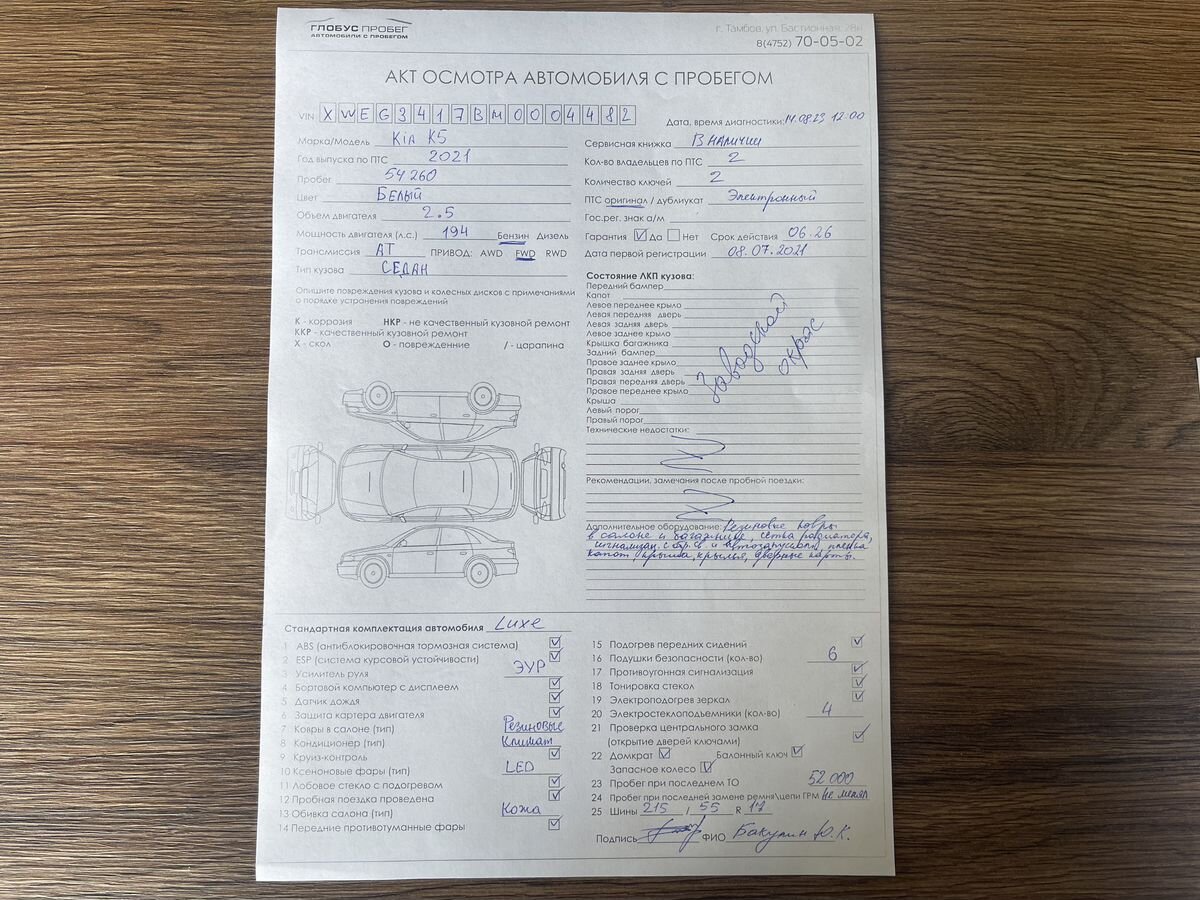 ГЛОБУС ПРОБЕГ
АВТОМОБИЛИ С ПРОБЕГОМ
г. Тамбов, ул. Бастионная, 78н
8(4752) 70-05-02
АКТ ОСМОТРА АВТОМОБИЛЯ С ПРОБЕГОМ
VIN XWEG3417BM0004482
Дата, время диагностики: 14.08.23 12:00
Марка/модель Kia K5
Год выпуска по ПТС 2021
Пробег 54 260
Цвет БЕЛЫЙ
Объем двигателя 2.5
Мощность двигателя (л.с.) 194 Бензин Дизель
Трансмиссия АТ ПРИВОД: AWD FWD RWD
Тип кузова СЕДАН
Сервисная книжка В НАЛИЧИИ
Кол-во владельцев по ПТС 2
Количество ключей 2
ПТС оригинал / дубликат Электронный
Гос.рег. знак а/м
Гарантия Да Нет Срок действия 06.26
Дата первой регистрации 08.07.2021
Опишите повреждения кузова и колесных дисков с примечаниями
о порядке устранения повреждений
К - коррозия НКР - не качественный кузовной ремонт
ККР - качественный кузовной ремонт
Х - скол О - повреждение / - царапина
Состояние ЛКП кузова:
Передний бампер
Капот
Левое переднее крыло
Левая передняя дверь
Левая задняя дверь
Левое заднее крыло
Крышка багажника
Задний бампер
Правое заднее крыло
Правая задняя дверь
Правая передняя дверь
Правое переднее крыло
Крыша
Левый порог
Правый порог
Заводской
окрас
Технические недостатки:
Рекомендации, замечания после пробной поездки:
Дополнительное оборудование: Резиновые ковры
в салоне и багажнике, сетка радиатора,
сигнализац. с обр. св и автозапуском, пленка
капот, крыша, крылья, дверные карты.
Стандартная комплектация автомобиля Luxe
1 ABS (антиблокировочная тормозная система)
2 ESP (система курсовой устойчивости)
3 Усилитель руля ЭУР
4 Бортовой компьютер с дисплеем
5 Датчик дождя
6 Защита картера двигателя
7 Ковры в салоне (тип) Резиновые
8 Кондиционер (тип) Климат
9 Круиз-контроль
10 Ксеноновые фары (тип) LED
11 Лобовое стекло с подогревом
12 Пробная поездка проведена
13 Обивка салона (тип) Кожа
14 Передние противотуманные фары
15 Подогрев передних сидений
16 Подушки безопасности (кол-во) 6
17 Противоугонная сигнализация
18 Тонировка стекол
19 Электроподогрев зеркал
20 Электростеклоподъемники (кол-во) 4
21 Проверка центрального замка
(открытие дверей ключами)
22 Домкрат Балонный ключ
Запасное колесо
23 Пробег при последнем ТО 52 000
24 Пробег при последней замене ремня\цепи ГРМ не менял
25 Шины 215 / 55 R 17
Подпись ФИО Бакулин Ю.К.